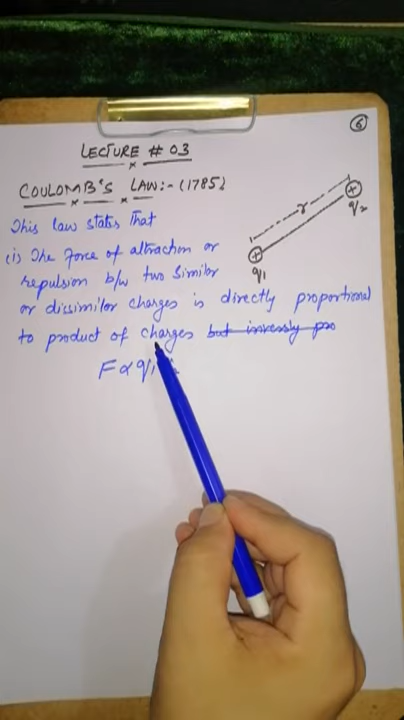 6
LECTURE # 03
COULOMB'S LAW:- (1785)
This law states that
(i) The force of attraction or
repulsion b/w two similar
or dissimilar charges is directly proportional
to product of charges but inversly pro
F ∝ q1
r
+
q2
+
q1